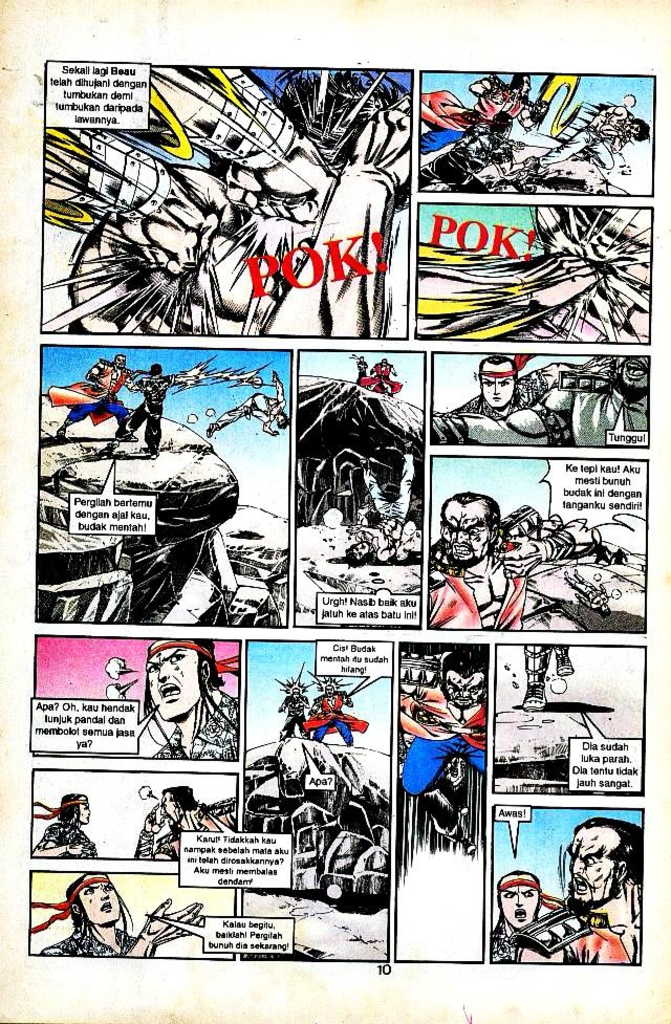 Sekali lagi Beau
telah dihujani dengan
tumbukan demi
tumbukan daripada
lawannya.
POK!
POK!
Pergilah bertemu
dengan ajal kau,
budak mentah!
Urgh! Nasib baik aku
jatuh ke atas batu ini!
Tunggu!
Ke tepi kau! Aku
mesti bunuh
budak ini dengan
tanganku sendiri!
Apa? Oh, kau hendak
tunjuk pandai dan
membolot semua jasa
ya?
Karut! Tidakkah kau
nampak sebelah mata aku
ini telah dirosakkannya?
Aku mesti membalas
dendam!
Kalau begitu,
baiklah! Pergilah
bunuh dia sekarang!
Cis! Budak
mentah itu sudah
hilang!
Apa?
Dia sudah
luka parah.
Dia tentu tidak
jauh sangat.
Awas!
10